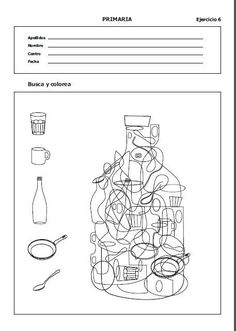 PRIMARIA
Ejercicio 6
Apellidos
Nombre
Centro
Fecha
Busca y colorea